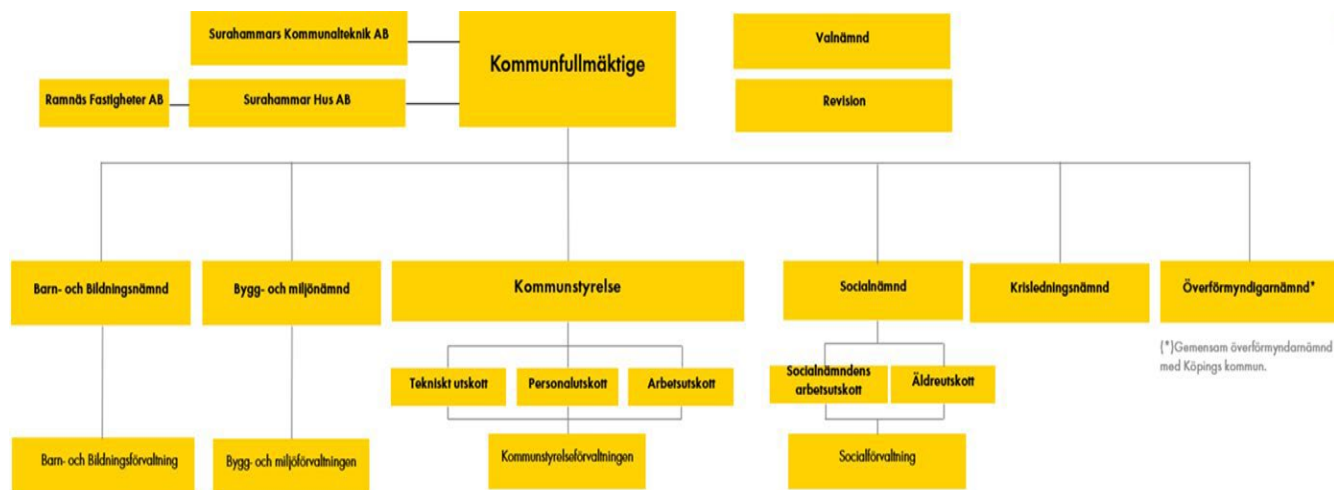 Surahammars Kommunalteknik AB
Kommunfullmäktige
Valnämnd
Ramnäs Fastigheter AB
Surahammar Hus AB
Revision
Barn- och Bildningsnämnd
Bygg- och miljönämnd
Kommunstyrelse
Socialnämnd
Krisledningsnämnd
Överförmyndigarnämnd*
(*)Gemensam överförmyndarnämnd
med Köpings kommun.
Tekniskt utskott
Personalutskott
Arbetsutskott
Socialnämndens
arbetsutskott
Äldreutskott
Barn- och Bildningsförvaltning
Bygg- och miljöförvaltningen
Kommunstyrelseförvaltningen
Socialförvaltning